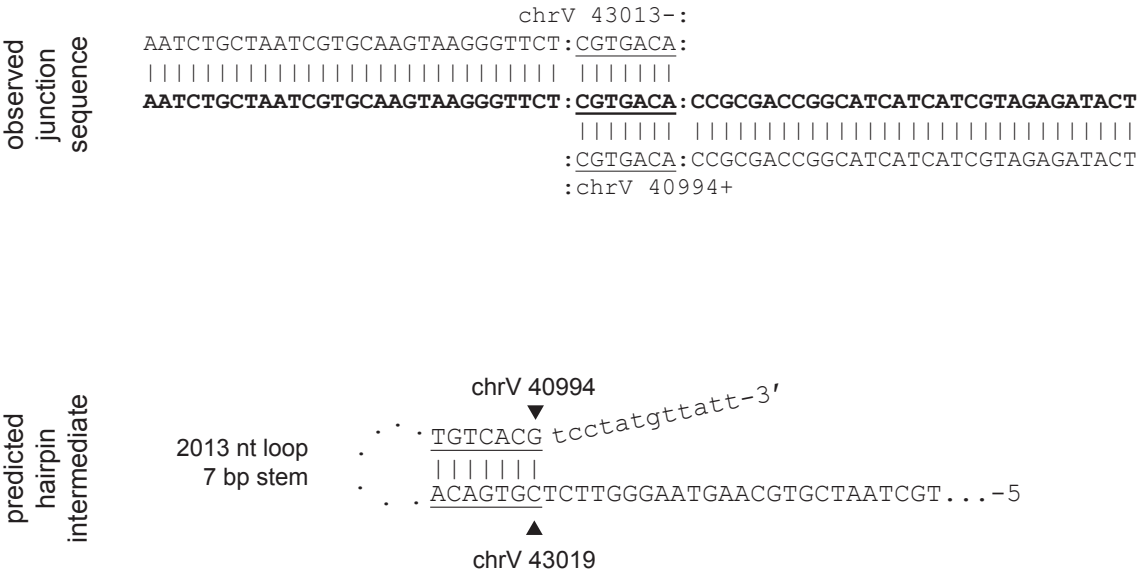 observed
junction
sequence
chrV 43013-:
AATCTGCTAATCGTGCAAGTAAGGGTTCT:CGTGACA:
AATCTGCTAATCGTGCAAGTAAGGGTTCT:CGTGACA:CCGCGACCGGCATCATCATCGTAGAGATACT
:CGTGACA:CCGCGACCGGCATCATCATCGTAGAGATACT
:chrV 40994+
predicted
hairpin
intermediate
2013 nt loop
7 bp stem
chrV 40994
TGTCACG tcctatgttatt-3'
ACAGTGCTCTTGGGAATGAACGTGCTAATCGT...-5
chrV 43019